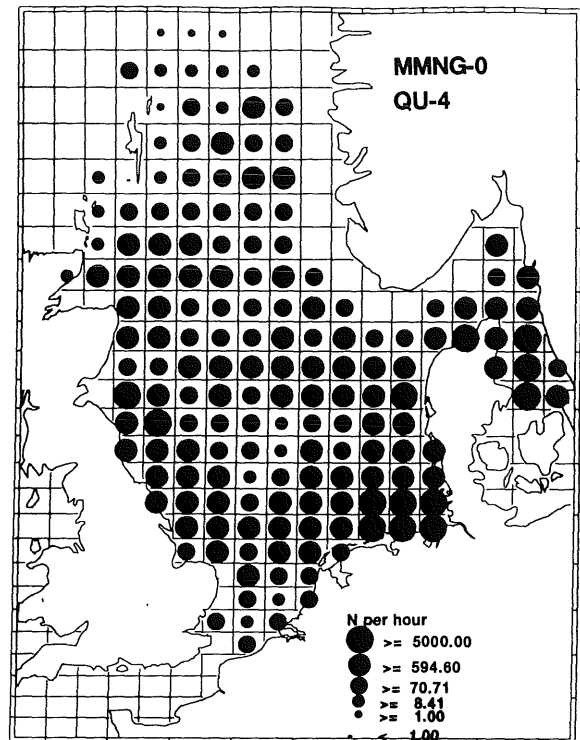 MMNG-0
QU-4
N per hour
>= 5000.00
>= 594.60
>= 70.71
>= 8.41
>= 1.00
< 1.00